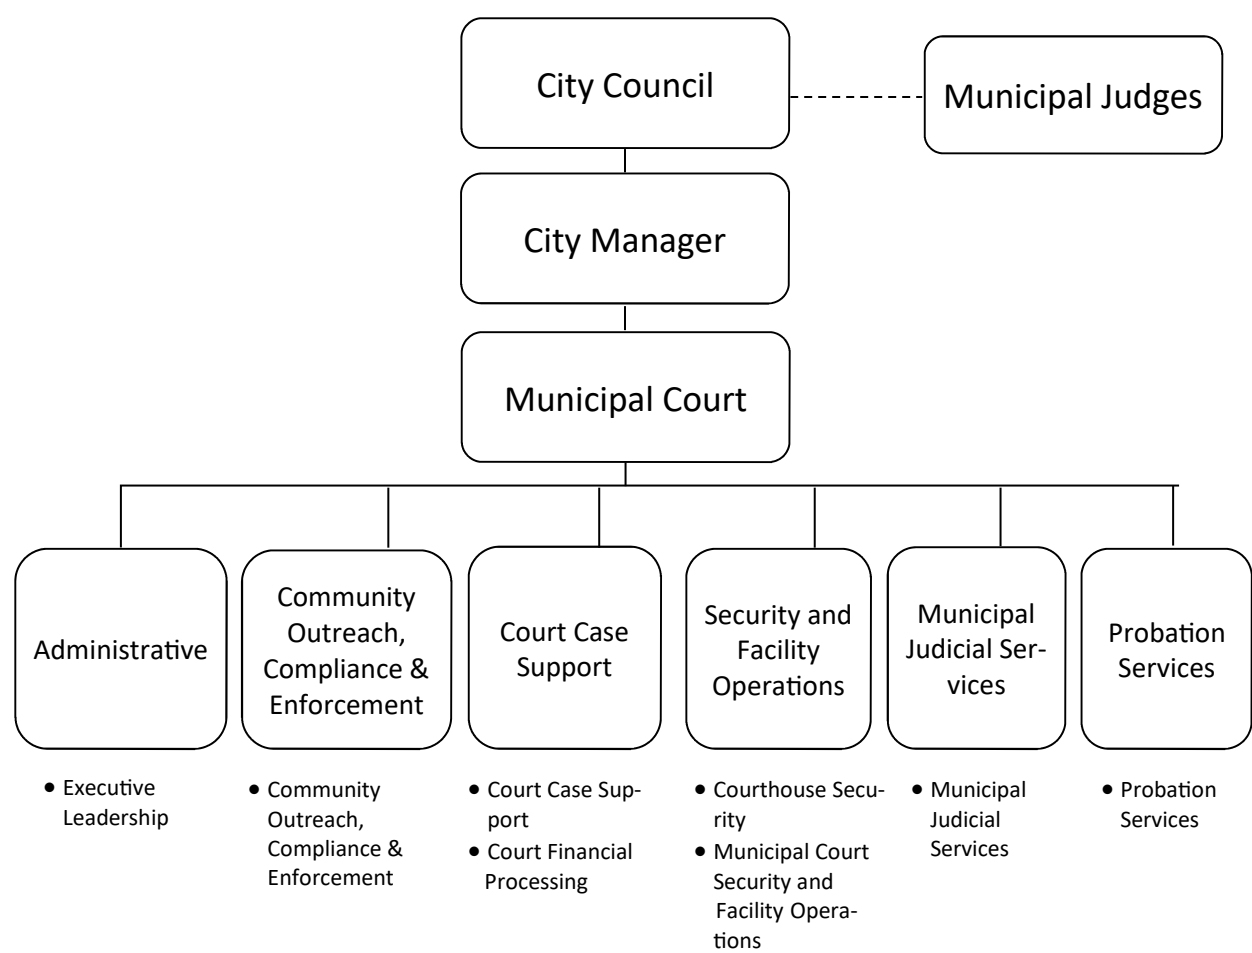 City Council
Municipal Judges
City Manager
Municipal Court
Administrative
Community
Outreach,
Compliance &
Enforcement
Court Case
Support
Security and
Facility
Operations
Municipal
Judicial Ser-
vices
Probation
Services
• Executive
Leadership
• Community
Outreach,
Compliance &
Enforcement
• Court Case Sup-
port
• Court Financial
Processing
• Courthouse Secu-
rity
• Municipal Court
Security and
Facility Opera-
tions
• Municipal
Judicial
Services
• Probation
Services